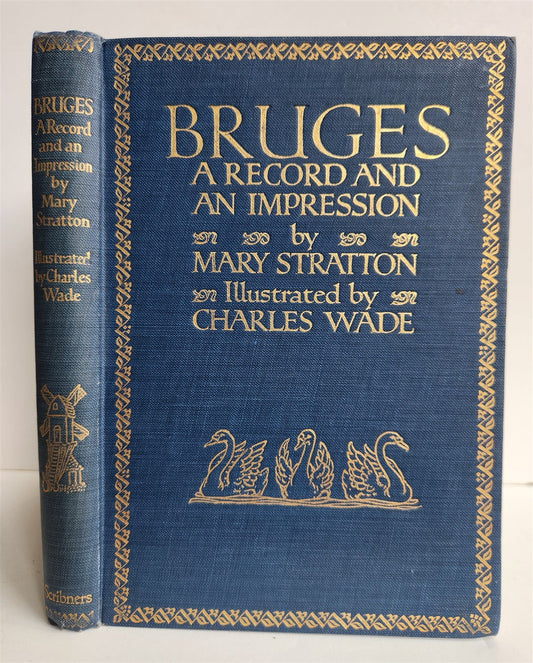 BRUGES
A Record
and an
Impression
by
Mary
Stratton
Illustrated
by Charles
Wade
Scribners
BRUGES
A RECORD AND
AN IMPRESSION
by
MARY STRATTON
Illustrated by
CHARLES WADE